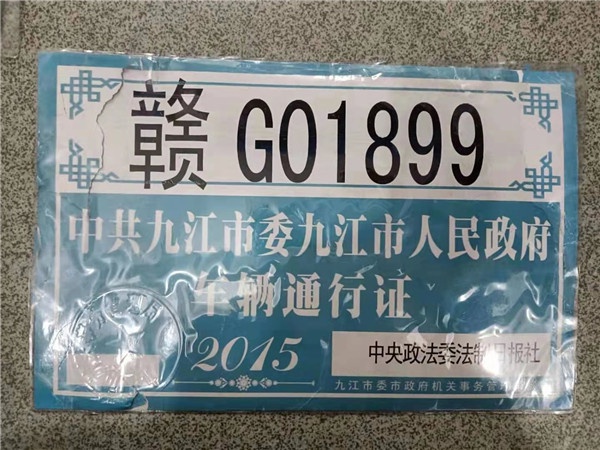 赣 G01899
中共九江市委九江市人民政府
车辆通行证
2015
中央政法委法制日报社
九江市委市政府机关事务管理